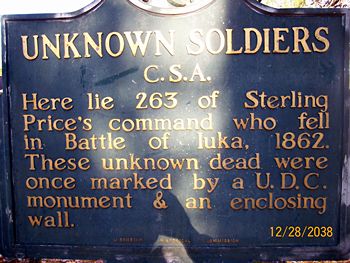 UNKNOWN SOLDIERS
C.S.A.
Here lie 263 of Sterling
Price's command who fell
in Battle of Iuka, 1862.
These unknown dead were
once marked by a U.D.C.
monument & an enclosing
wall.
12/28/2038